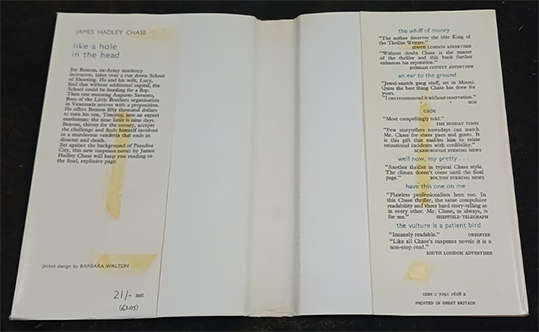 JAMES HADLEY CHASE
like a hole
in the head
Jay Benson, ex-Army musketry
instructor, takes over a run down School
of Shooting. He and his wife, Lucy,
find that without additional capital, the
School could be heading for a flop.
Then one morning Augusto Savanto,
Boss of the Little Brothers organisation
in Venezuela arrives with a proposition.
He offers Benson fifty thousand dollars
to turn his son, Timoteo, into an expert
marksman: the time limit is nine days.
Benson, thirsty for the money, accepts
the challenge and finds himself involved
in a murderous vendetta that ends in
disaster and death.
Set against the background of Paradise
City, this new suspense novel by James
Hadley Chase will keep you reading to
the final, explosive page.
jacket design by BARBARA WALTON
21/- net
(£1.05)
the whiff of money
"The author deserves the title King of
the Thriller Writers."
SOUTH LONDON ADVERTISER
"Without doubt Chase is the master
of the thriller and this book further
enhances his reputation."
DURHAM COUNTY ADVERTISER
an ear to the ground
"Jewel-snatch gang stuff, set in Miami.
Quite the best thing Chase has done for
years.
"I can recommend it without reservation."
"Most compellingly told."
THE SUNDAY TIMES
"Few storytellers nowadays can match
Mr. Chase for sheer pace and gusto. It
is this gift that enables him to relate
sensational incidents with credibility."
SCARBOROUGH EVENING NEWS
well now, my pretty . .
"Another thriller in typical Chase style.
The climax doesn't come until the final
page."
BOLTON EVENING NEWS
have this one on me
"Flawless professionalism here too. In
this Chase thriller, the same compulsive
readability and sheer hard story-telling as
in every other. Mr. Chase, as always, is
for me."
SHEFFIELD TELEGRAPH
the vulture is a patient bird
"Insanely readable."
OBSERVER
"Like all Chase's suspense novels it is a
non-stop read."
SOUTH LONDON ADVERTISER
PRINTED IN GREAT BRITAIN